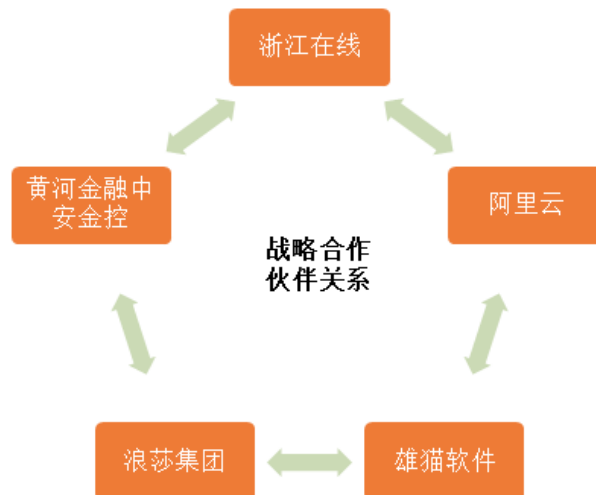 浙江在线
黄河金融中
安金控
阿里云
战略合作
伙伴关系
浪莎集团
雄猫软件